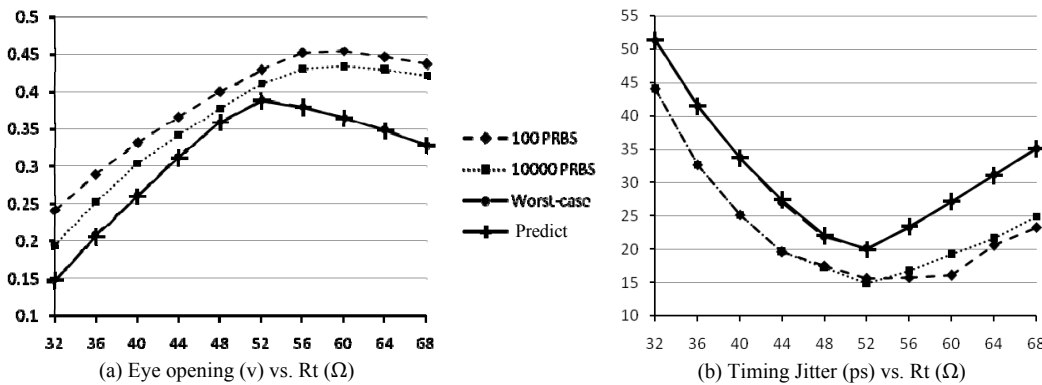 0.5
0.45
0.4
0.35
0.3
0.25
0.2
0.15
0.1
32 36 40 44 48 52 56 60 64 68
(a) Eye opening (v) vs. Rt (Ω)
100 PRBS
10000 PRBS
Worst-case
Predict
55
50
45
40
35
30
25
20
15
10
32 36 40 44 48 52 56 60 64 68
(b) Timing Jitter (ps) vs. Rt (Ω)